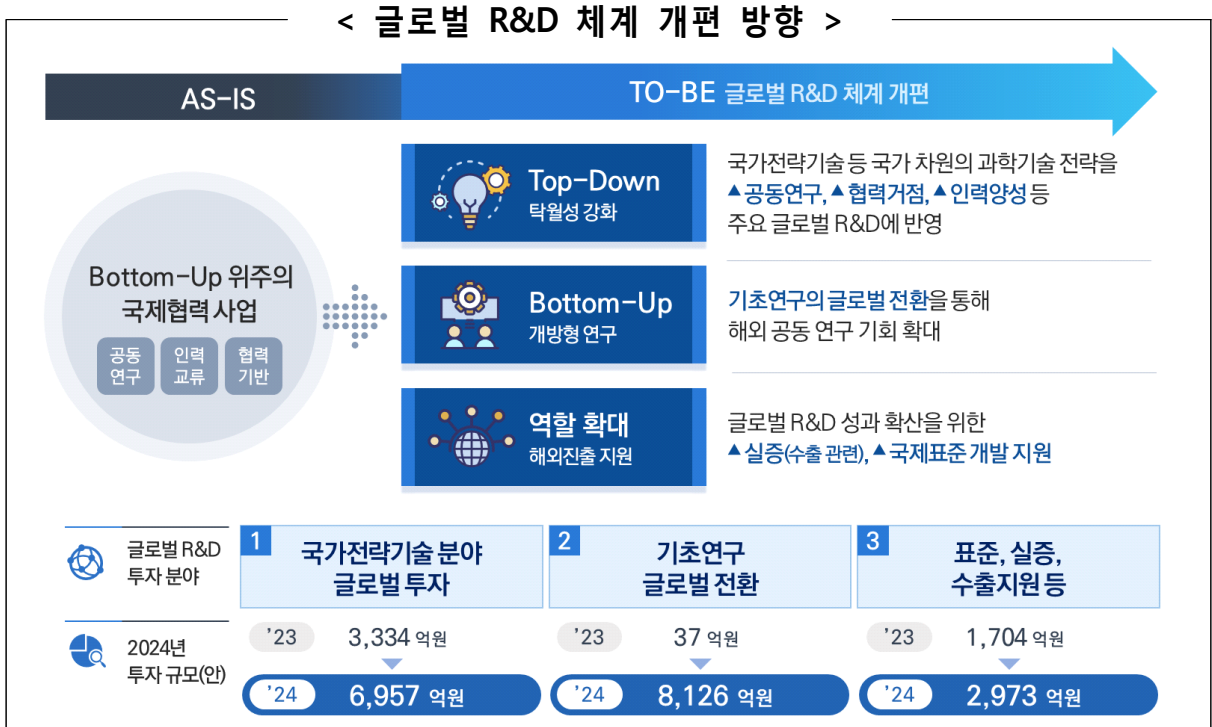 < 글로벌 R&D 체계 개편 방향 >
AS-IS
TO-BE 글로벌 R&D 체계 개편
Bottom-Up 위주의
국제협력 사업
공동
연구
인력
교류
협력
기반
Top-Down
탁월성 강화
국가전략기술 등 국가 차원의 과학기술 전략을
▲공동연구, ▲협력거점, ▲인력양성 등
주요 글로벌 R&D에 반영
Bottom-Up
개방형 연구
기초연구의 글로벌 전환을 통해
해외 공동 연구 기회 확대
역할 확대
해외진출 지원
글로벌 R&D 성과 확산을 위한
▲실증(수출 관련), ▲국제표준 개발 지원
글로벌 R&D
투자 분야
1
국가전략기술 분야
글로벌 투자
2
기초연구
글로벌 전환
3
표준, 실증,
수출지원 등
2024년
투자 규모(안)
'23 3,334 억원
'24 6,957 억원
'23 37 억원
'24 8,126 억원
'23 1,704 억원
'24 2,973 억원